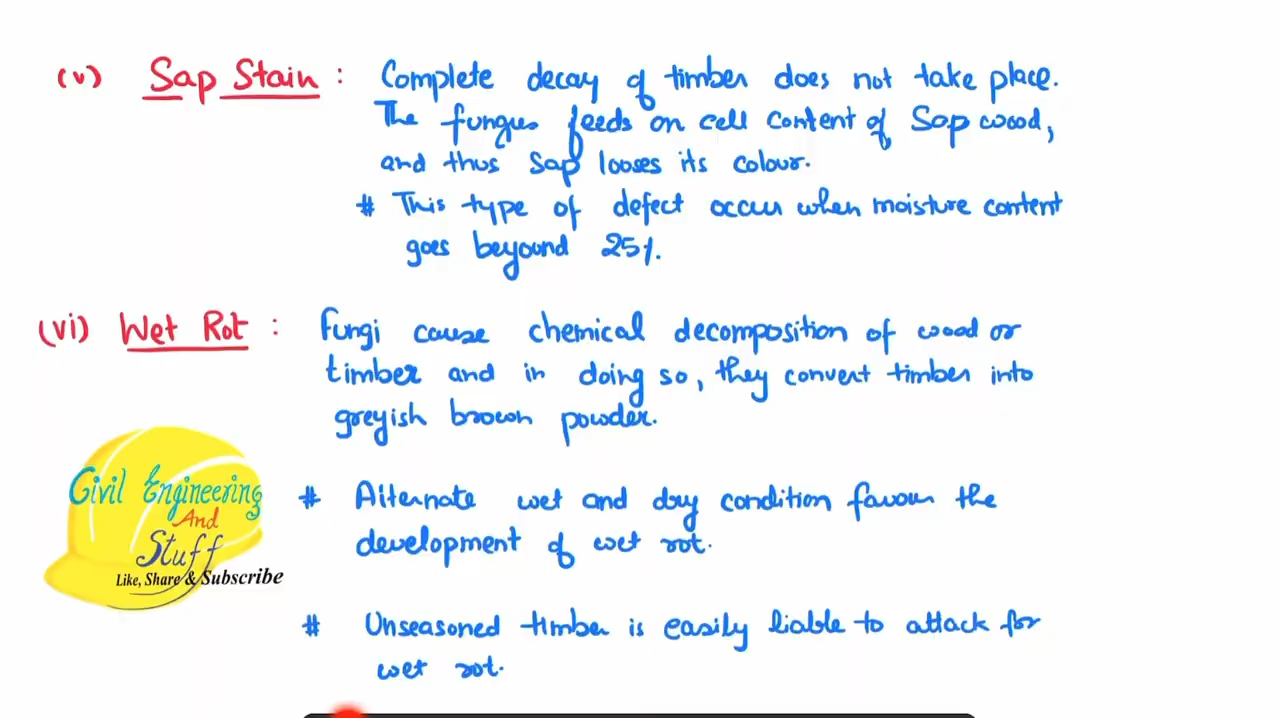 (v) Sap Stain : Complete decay of timber does not take place.
The fungus feeds on cell content of Sap wood,
and thus Sap looses its colour.
# This type of defect occur when moisture content
goes beyound 25%.
(vi) Wet Rot : Fungi cause chemical decomposition of wood or
timber and in doing so, they convert timber into
greyish brown powder.
# Alternate wet and dry condition favour the
development of wet rot.
# Unseasoned timber is easily liable to attack for
wet rot.
Civil Engineering
And
Stuff
Like, Share & Subscribe